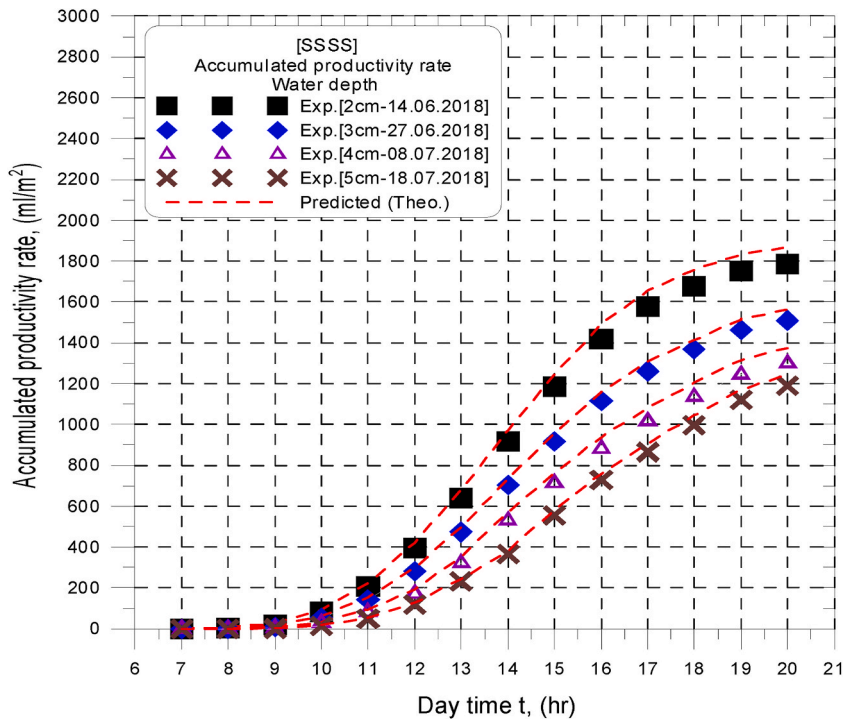 [SSSS]
Accumulated productivity rate
Water depth
Exp.[2cm-14.06.2018]
Exp.[3cm-27.06.2018]
Exp.[4cm-08.07.2018]
Exp.[5cm-18.07.2018]
Predicted (Theo.)
Accumulated productivity rate, (ml/m²)
3000
2800
2600
2400
2200
2000
1800
1600
1400
1200
1000
800
600
400
200
0
6 7 8 9 10 11 12 13 14 15 16 17 18 19 20 21
Day time t, (hr)